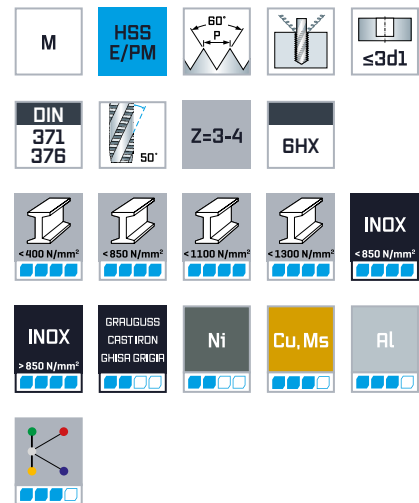 M
HSS
E/PM
60°
P
≤3d1
DIN
371
376
50°
Z=3-4
6HX
<400 N/mm²
<850 N/mm²
<1100 N/mm²
<1300 N/mm²
INOX
<850 N/mm²
INOX
>850 N/mm²
GRAUGUSS
CAST IRON
GHISA GRIGIA
Ni
Cu, Ms
Al